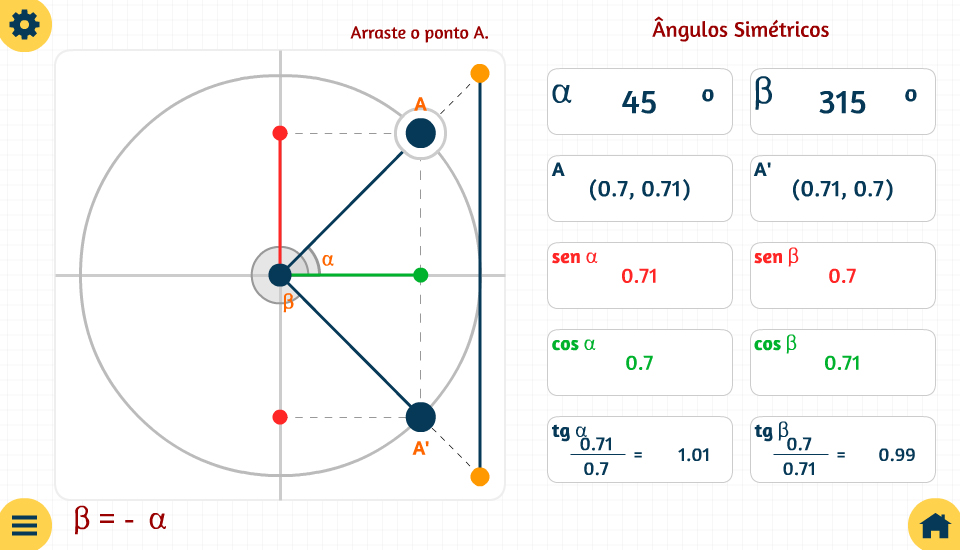 Arraste o ponto A.
Ângulos Simétricos
A
α
β
A'
β = - α
α 45 º
β 315 º
A
(0.7, 0.71)
A'
(0.71, 0.7)
sen α
0.71
sen β
0.7
cos α
0.7
cos β
0.71
tg α
0.71
0.7
= 1.01
tg β
0.7
0.71
= 0.99